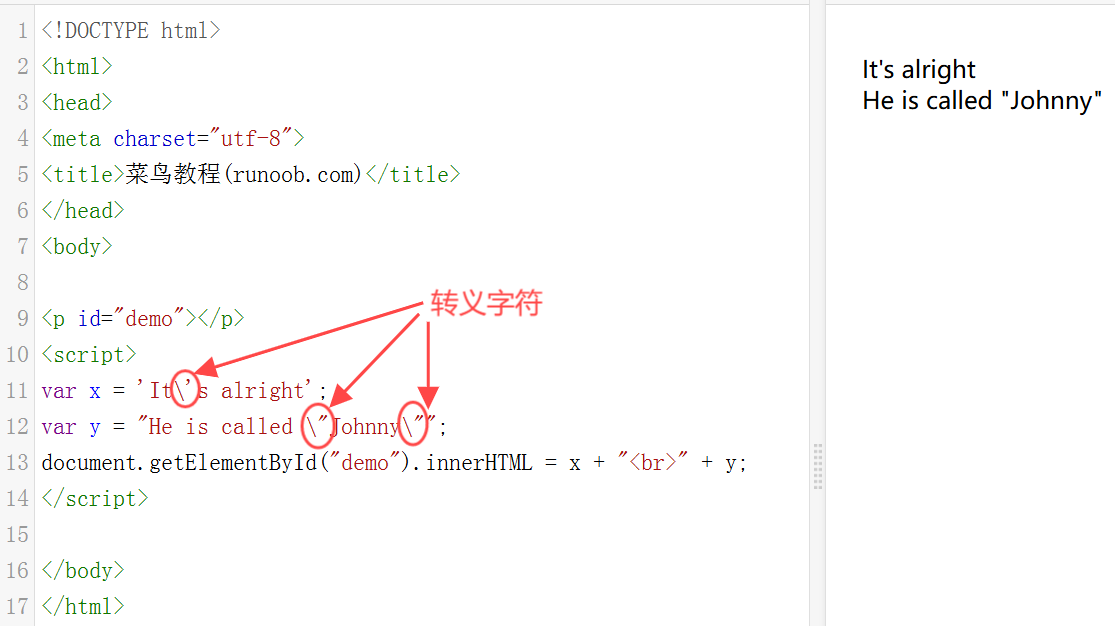 1 <!DOCTYPE html>
2 <html>
3 <head>
4 <meta charset="utf-8">
5 <title>菜鸟教程(runoob.com)</title>
6 </head>
7 <body>
8
9 <p id="demo"></p>
10 <script>
11 var x = 'It\'s alright';
12 var y = "He is called \"Johnny\"";
13 document.getElementById("demo").innerHTML = x + "<br>" + y;
14 </script>
15
16 </body>
17 </html>
转义字符
It's alright
He is called "Johnny"